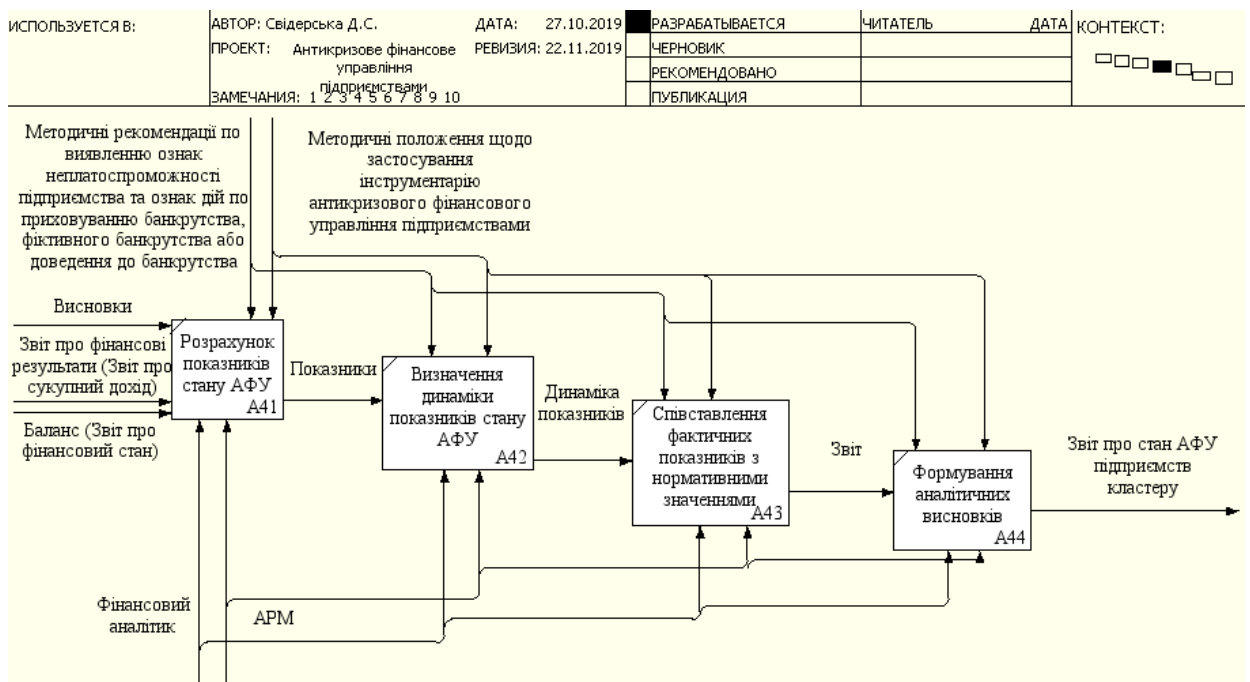 ИСПОЛЬЗУЕТСЯ В:
АВТОР: Свідерська Д.С.
ДАТА: 27.10.2019
ПРОЕКТ: Антикризове фінансове
управління
підприємствами
РЕВИЗИЯ: 22.11.2019
ЗАМЕЧАНИЯ: 1 2 3 4 5 6 7 8 9 10
РАЗРАБАТЫВАЕТСЯ
ЧЕРНОВИК
РЕКОМЕНДОВАНО
ПУБЛИКАЦИЯ
ЧИТАТЕЛЬ ДАТА
КОНТЕКСТ:
Методичні рекомендації по
виявленню ознак
неплатоспроможності
підприємства та ознак дій по
приховуванню банкрутства,
фіктивного банкрутства або
доведення до банкрутства
Методичні положення щодо
застосування
інструментарію
антикризового фінансового
управління підприємствами
Висновки
Звіт про фінансові
результати (Звіт про
сукупний дохід)
Баланс (Звіт про
фінансовий стан)
Розрахунок
показників
стану АФУ
А41
Показники
Визначення
динаміки
показників стану
АФУ
А42
Динаміка
показників
Співставлення
фактичних
показників з
нормативними
значеннями
А43
Звіт
Формування
аналітичних
висновків
А44
Звіт про стан АФУ
підприємств
кластеру
Фінансовий
аналітик
АРМ